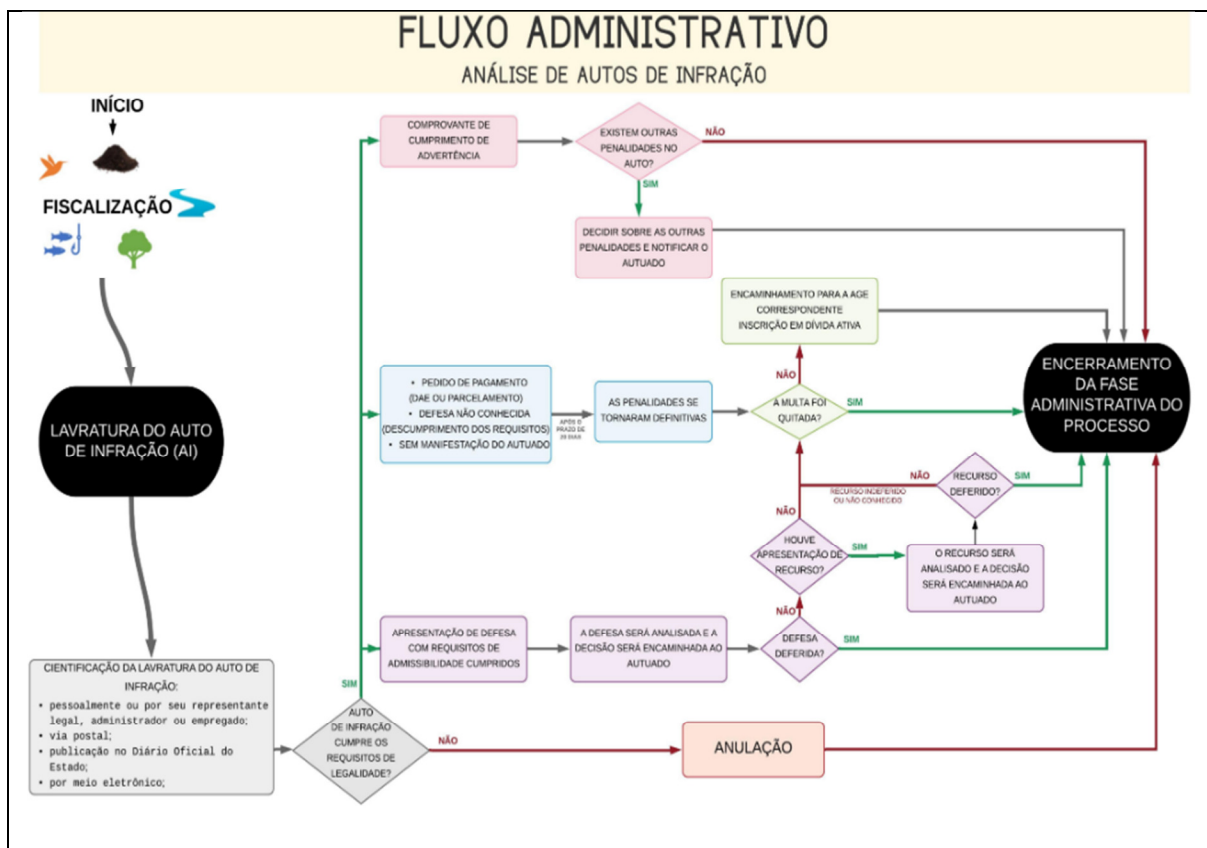 FLUXO ADMINISTRATIVO
ANÁLISE DE AUTOS DE INFRAÇÃO
INÍCIO
FISCALIZAÇÃO
LAVRATURA DO AUTO
DE INFRAÇÃO (AI)
CIENTIFICAÇÃO DA LAVRATURA DO AUTO DE
INFRAÇÃO:
• pessoalmente ou por seu representante
legal, administrador ou empregado;
• via postal;
• publicação no Diário Oficial do
Estado;
• por meio eletrônico;
AUTO
DE INFRAÇÃO
CUMPRE OS
REQUISITOS DE
LEGALIDADE?
SIM
NÃO
COMPROVANTE DE
CUMPRIMENTO DE
ADVERTÊNCIA
EXISTEM OUTRAS
PENALIDADES NO
AUTO?
NÃO
SIM
DECIDIR SOBRE AS OUTRAS
PENALIDADES E NOTIFICAR O
AUTUADO
ENCAMINHAMENTO PARA A AGE
CORRESPONDENTE
INSCRIÇÃO EM DÍVIDA ATIVA
• PEDIDO DE PAGAMENTO
(DAE OU PARCELAMENTO)
• DEFESA NÃO CONHECIDA
(DESCUMPRIMENTO DOS REQUISITOS)
• SEM MANIFESTAÇÃO DO AUTUADO
APÓS O
PRAZO DE
20 DIAS
AS PENALIDADES SE
TORNARAM DEFINITIVAS
NÃO
A MULTA FOI
QUITADA?
SIM
ENCERRAMENTO
DA FASE
ADMINISTRATIVA DO
PROCESSO
NÃO
RECURSO INDEFERIDO
OU NÃO CONHECIDO
RECURSO
DEFERIDO?
SIM
NÃO
HOUVE
APRESENTAÇÃO DE
RECURSO?
SIM
O RECURSO SERÁ
ANALISADO E A DECISÃO
SERÁ ENCAMINHADA AO
AUTUADO
APRESENTAÇÃO DE DEFESA
COM REQUISITOS DE
ADMISSIBILIDADE CUMPRIDOS
A DEFESA SERÁ ANALISADA E A
DECISÃO SERÁ ENCAMINHADA AO
AUTUADO
NÃO
DEFESA
DEFERIDA?
SIM
ANULAÇÃO